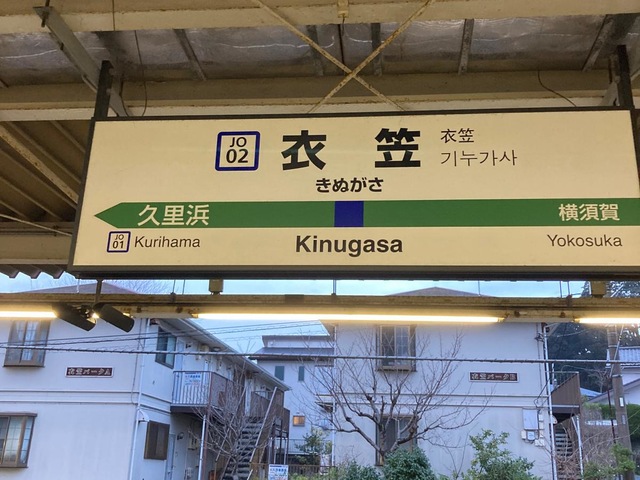 JO
02
衣笠
衣笠
기누가사
きぬがさ
久里浜
横須賀
JO
01
Kurihama
Kinugasa
Yokosuka